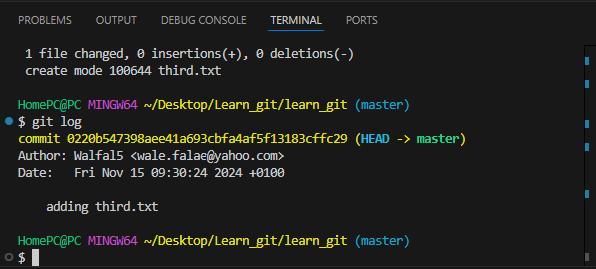 PROBLEMS OUTPUT DEBUG CONSOLE TERMINAL PORTS
1 file changed, 0 insertions(+), 0 deletions(-)
create mode 100644 third.txt
HomePC@PC MINGW64 ~/Desktop/Learn_git/learn_git (master)
$ git log
commit 0220b547398aee41a693cbfa4af5f13183cffc29 (HEAD -> master)
Author: Walfal5 <wale.falae@yahoo.com>
Date:   Fri Nov 15 09:30:24 2024 +0100
adding third.txt
HomePC@PC MINGW64 ~/Desktop/Learn_git/learn_git (master)
$